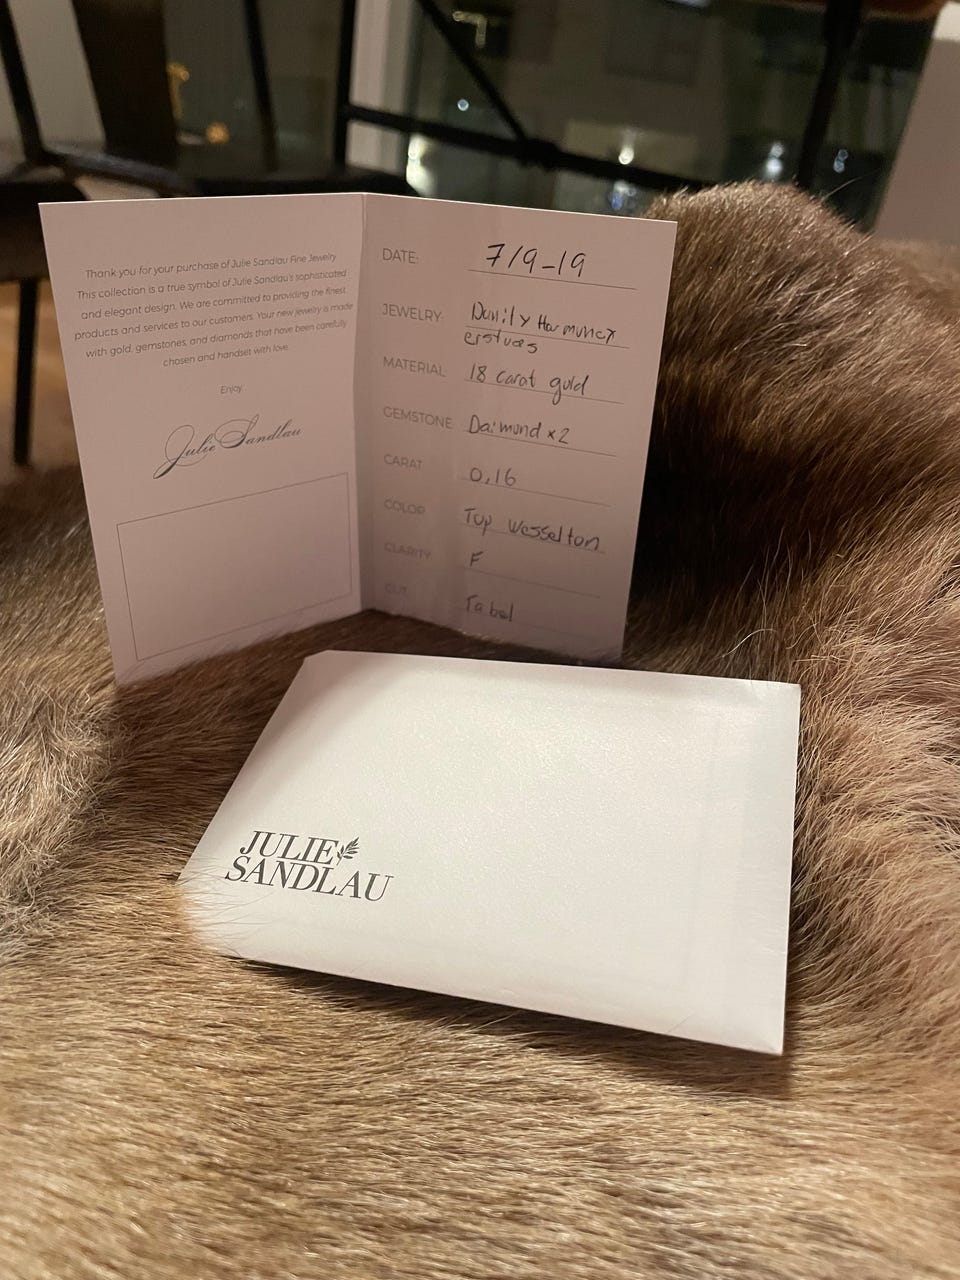 Thank you for your purchase of Julie Sandlau Fine Jewelry
This collection is a true symbol of Julie Sandlau's sophisticated
and elegant design. We are committed to providing the finest
products and services to our customers. Your new jewelry is made
with gold, gemstones, and diamonds that have been carefully
chosen and handset with love.
Enjoy.
Julie Sandlau
DATE: 7/9-19
JEWELRY:
MATERIAL 18 carat guld
GEMSTONE Daimond x2
CARAT 0,16
COLOR Top Wesselton
CLARITY F
CUT Tabel
JULIE
SANDLAU